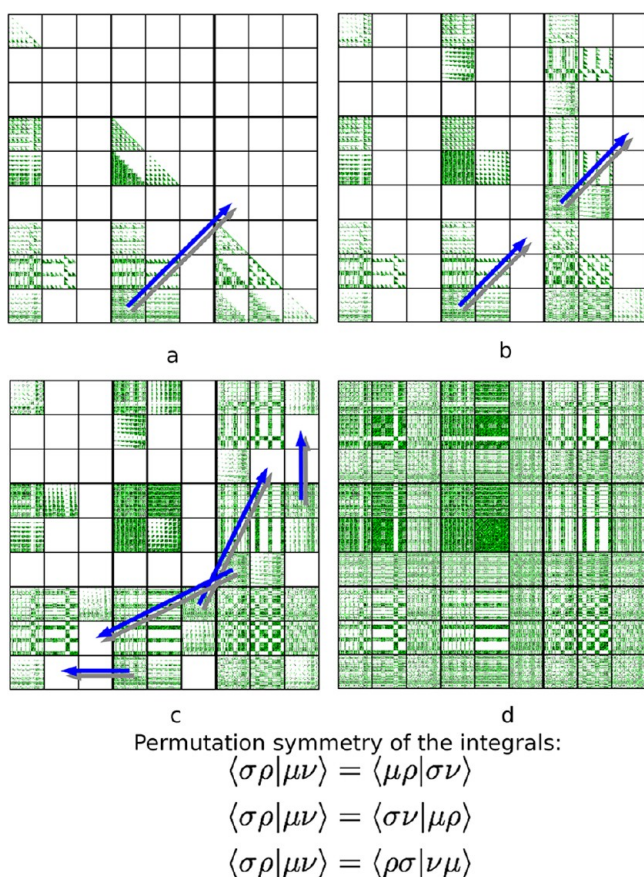 a
b
c
d
Permutation symmetry of the integrals:
⟨σρ|μν⟩ = ⟨μρ|σν⟩
⟨σρ|μν⟩ = ⟨σν|μρ⟩
⟨σρ|μν⟩ = ⟨ρσ|νμ⟩